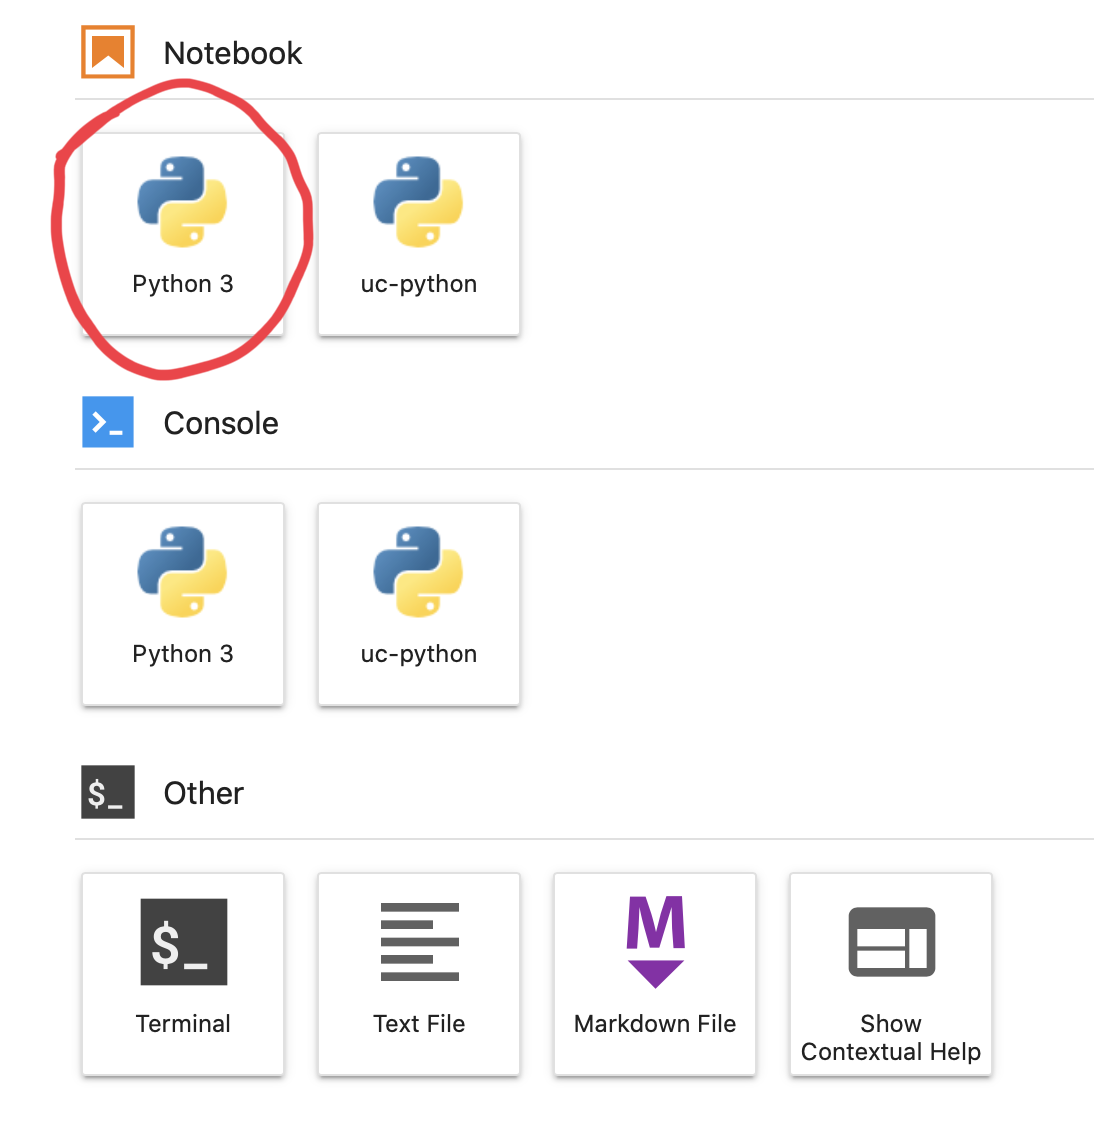 Notebook
Python 3
uc-python
Console
Python 3
uc-python
$_
Other
$_
Terminal
Text File
M
Markdown File
Show
Contextual Help